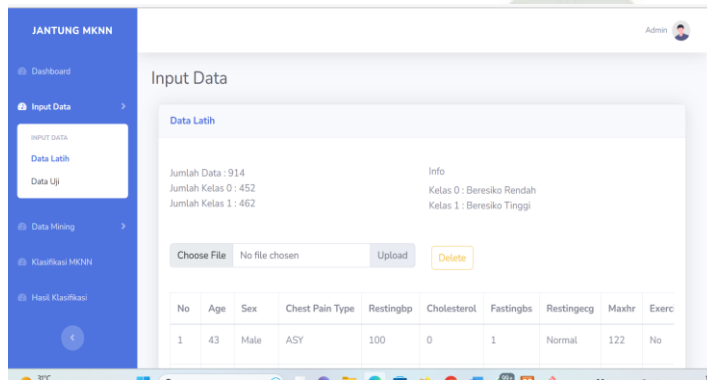 JANTUNG MKNN
Admin
Dashboard
Input Data
INPUT DATA
Data Latih
Data Uji
Data Mining
Klasifikasi MKNN
Hasil Klasifikasi
Input Data
Data Latih
Jumlah Data : 914
Jumlah Kelas 0 : 452
Jumlah Kelas 1 : 462
Info
Kelas 0 : Beresiko Rendah
Kelas 1 : Beresiko Tinggi
Choose File No file chosen Upload Delete
No Age Sex Chest Pain Type Restingbp Cholesterol Fastingbs Restingecg Maxhr Exerc
1 43 Male ASY 100 0 1 Normal 122 No